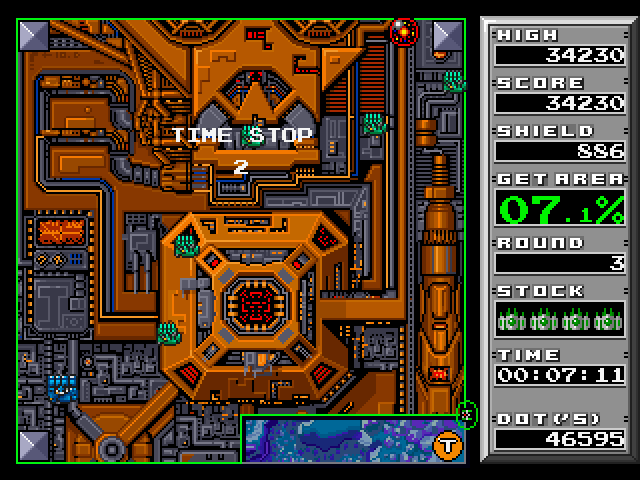 HIGH
34230
SCORE
34230
SHIELD
886
GET AREA
07.1%
ROUND
3
STOCK
TIME
00:07:11
DOT(/S)
46595
TIME STOP
2
T